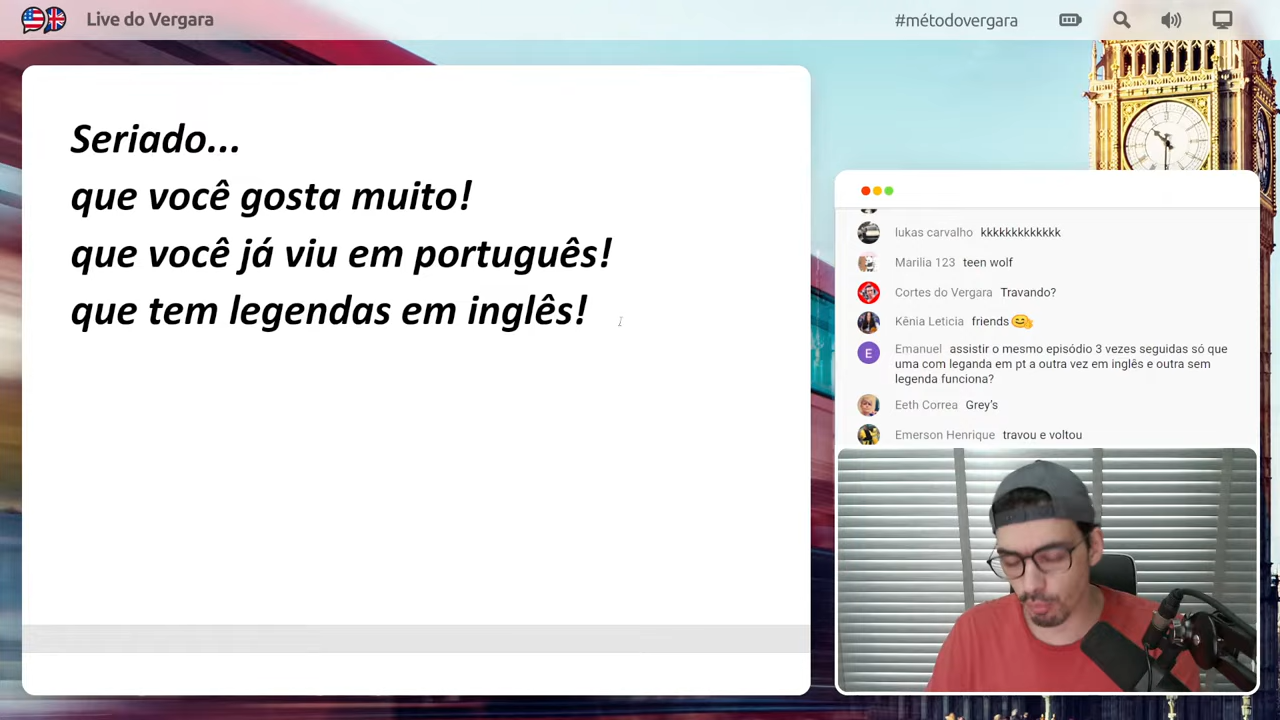 Live do Vergara
#métodovergara
Seriado...
que você gosta muito!
que você já viu em português!
que tem legendas em inglês!
lukas carvalho kkkkkkkkkkkkk
Marilia 123 teen wolf
Cortes do Vergara Travando?
Kênia Leticia friends🤗
E
Emanuel assistir o mesmo episódio 3 vezes seguidas só que
uma com leganda em pt a outra vez em inglês e outra sem
legenda funciona?
Eeth Correa Grey's
Emerson Henrique travou e voltou